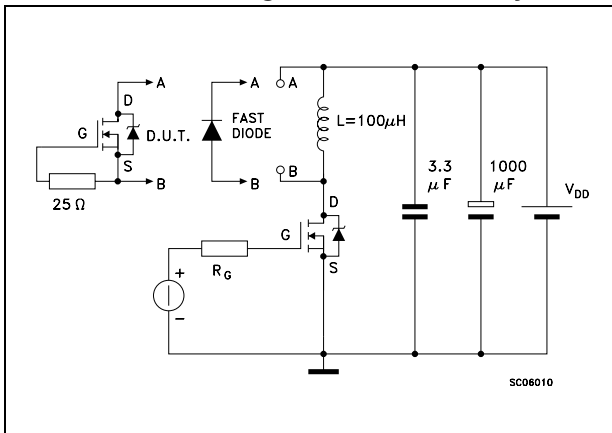 A
D
G
D.U.T.
S
B
25 Ω
A
FAST
DIODE
B
A
B
L=100μH
D
G
S
R_G
+
-
3.3
μF
1000
μF
V_DD
SC06010